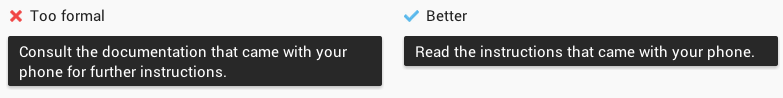 Too formal
Consult the documentation that came with your
phone for further instructions.
Better
Read the instructions that came with your phone.